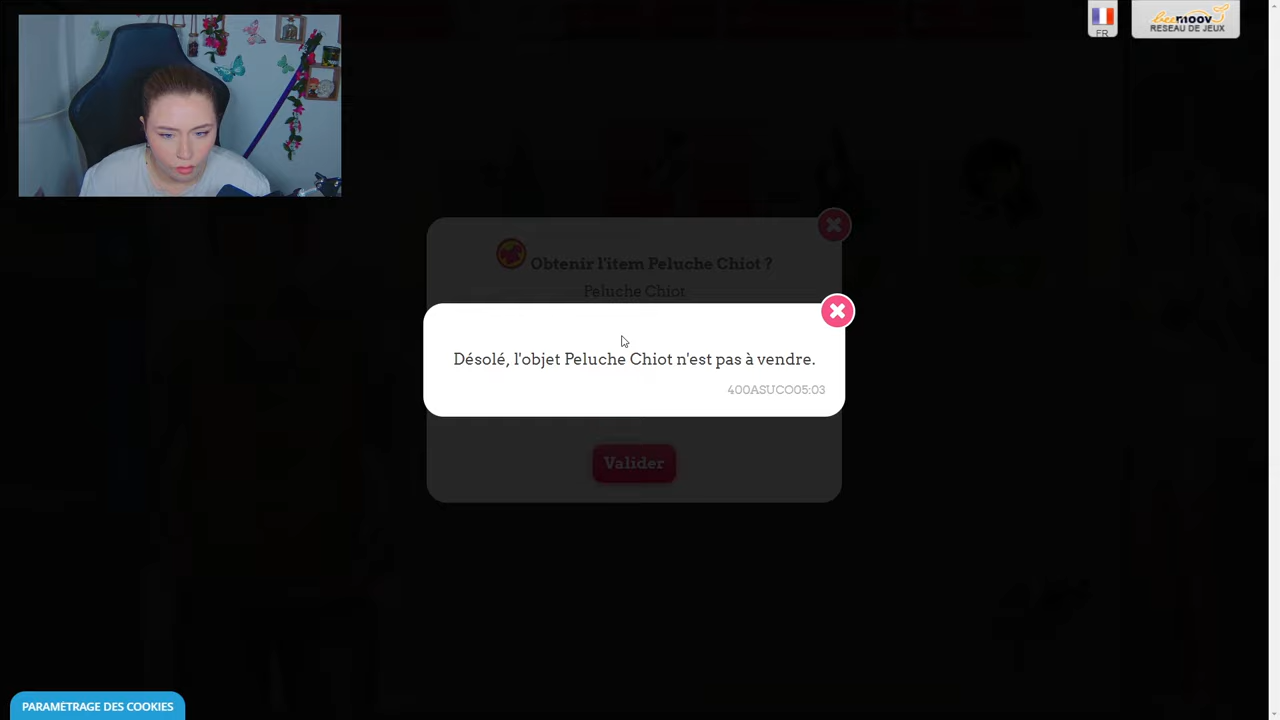 FR
beemoov
RESEAU DE JEUX
Obtenir l'item Peluche Chiot ?
Peluche Chiot
Désolé, l'objet Peluche Chiot n'est pas à vendre.
400ASUCO05:03
Valider
PARAMÉTRAGE DES COOKIES